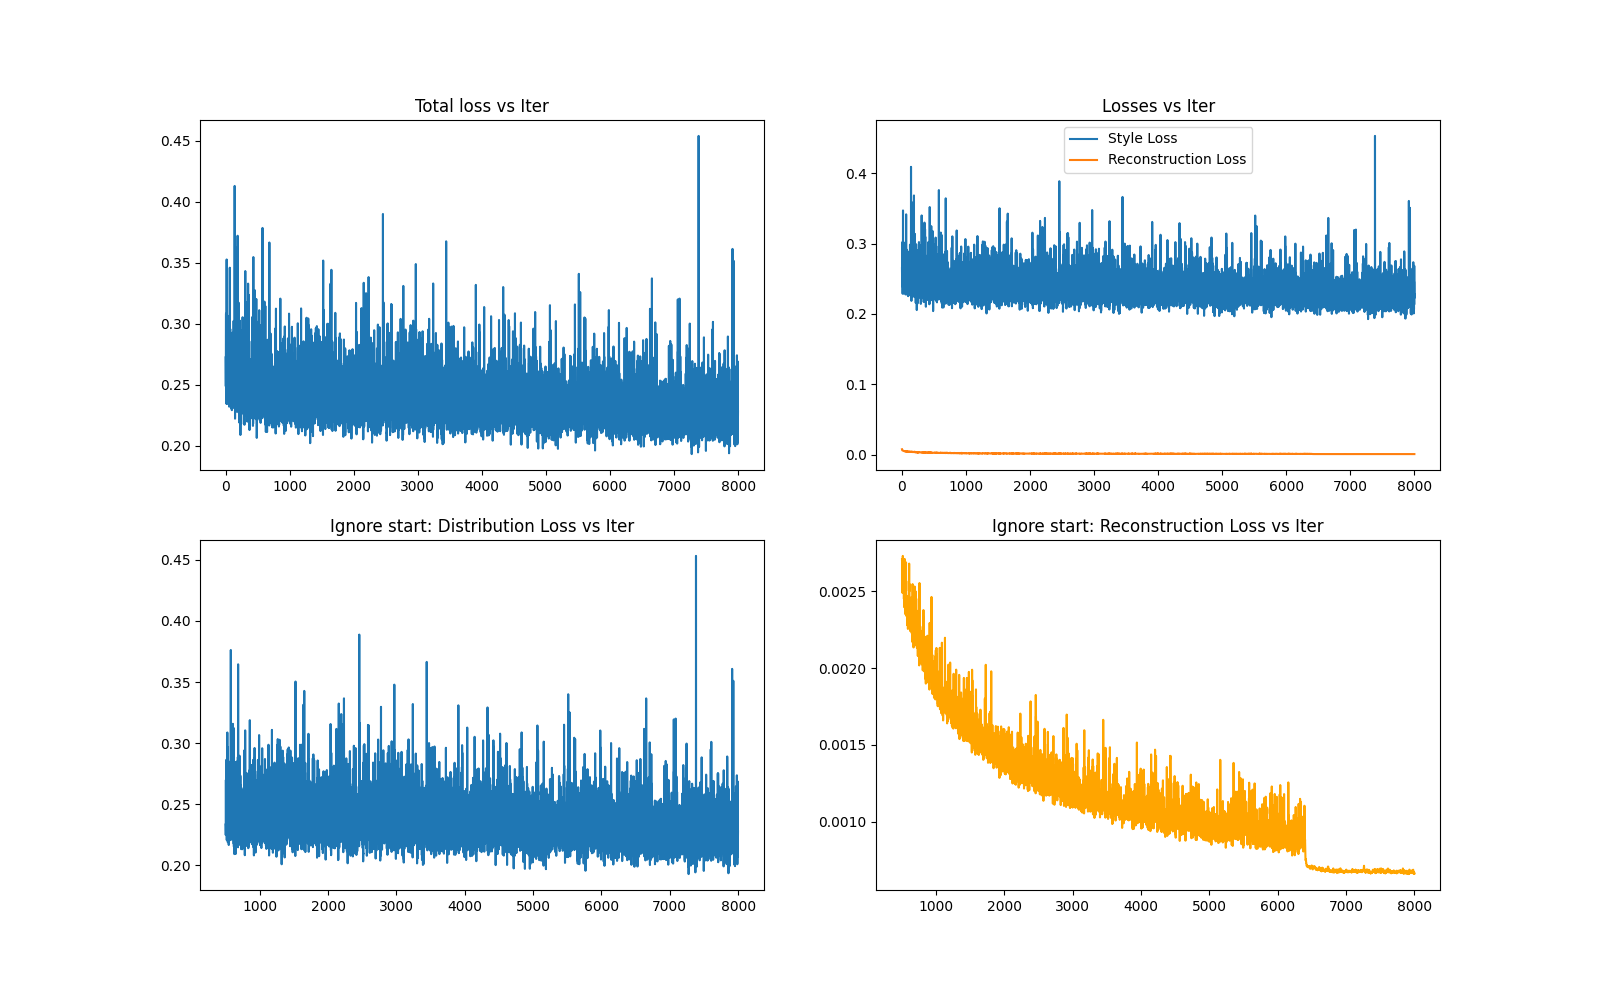 Total loss vs Iter
0.45
0.40
0.35
0.30
0.25
0.20
0 1000 2000 3000 4000 5000 6000 7000 8000
Losses vs Iter
Style Loss
Reconstruction Loss
0.4
0.3
0.2
0.1
0.0
0 1000 2000 3000 4000 5000 6000 7000 8000
Ignore start: Distribution Loss vs Iter
0.45
0.40
0.35
0.30
0.25
0.20
1000 2000 3000 4000 5000 6000 7000 8000
Ignore start: Reconstruction Loss vs Iter
0.0025
0.0020
0.0015
0.0010
1000 2000 3000 4000 5000 6000 7000 8000